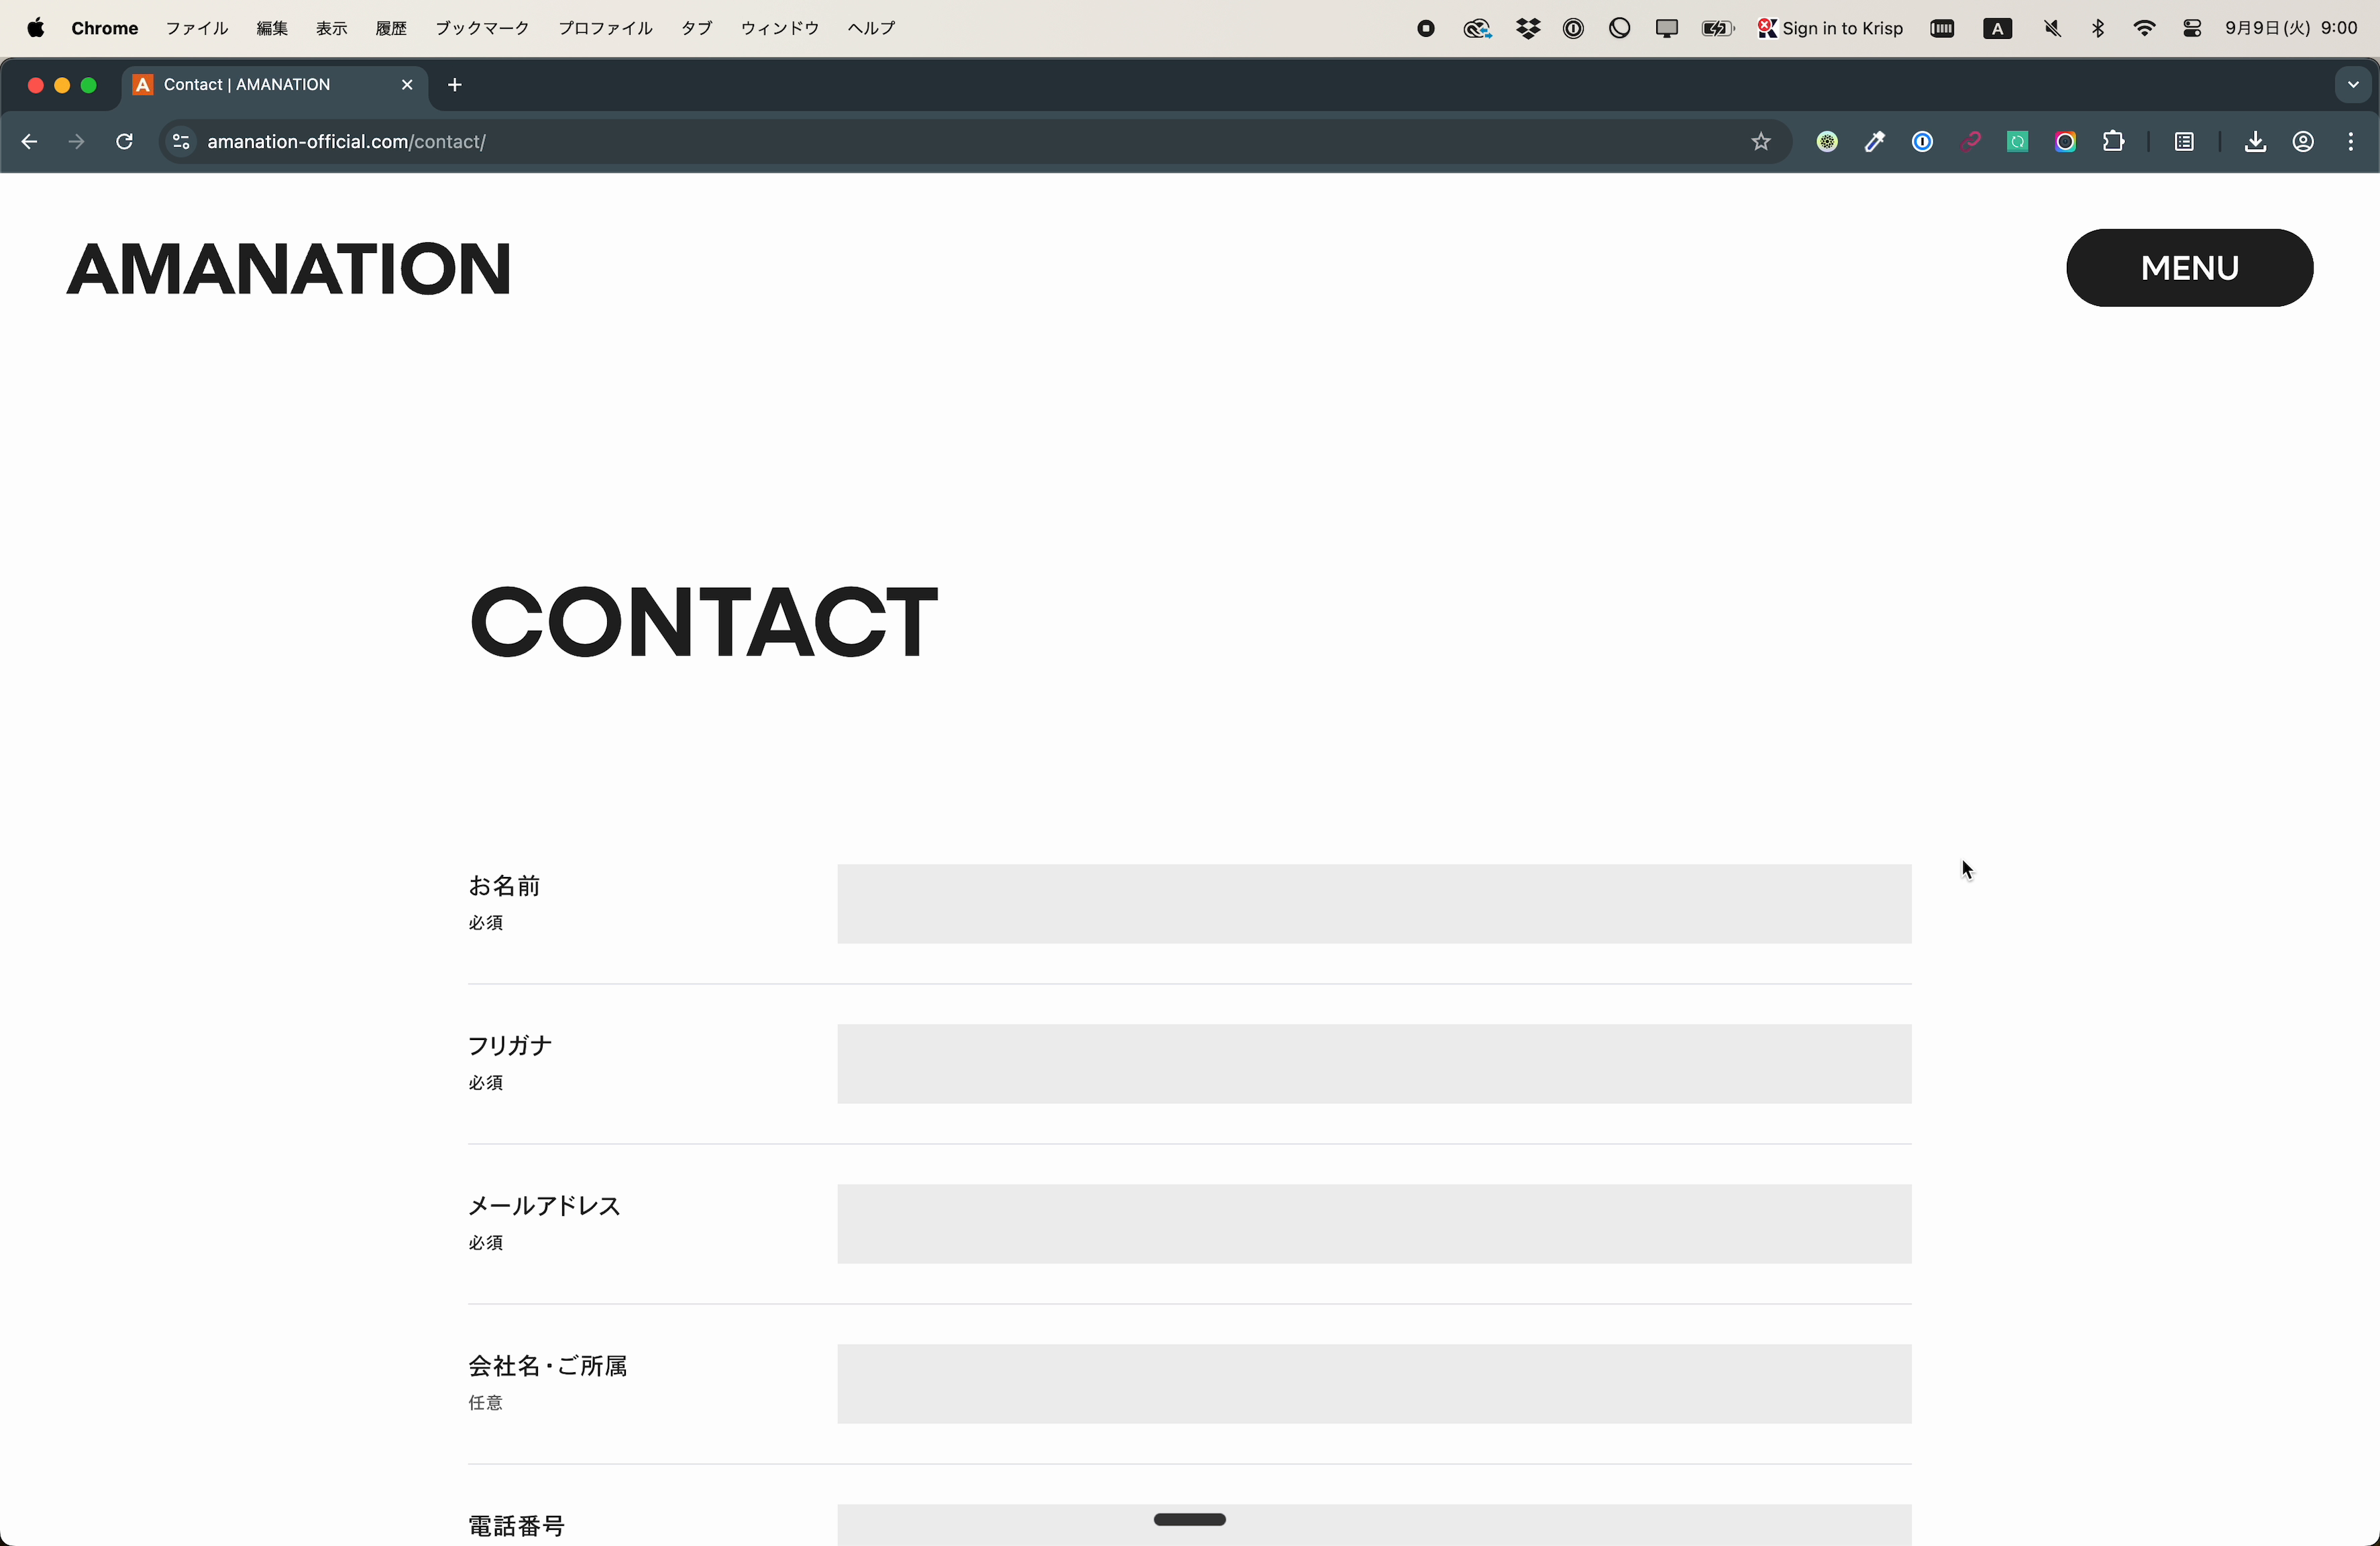 Chrome ファイル 編集 表示 履歴 ブックマーク プロファイル タブ ウィンドウ ヘルプ Sign in to Krisp A 9月9日(火) 9:00
A Contact | AMANATION
amanation-official.com/contact/
AMANATION MENU
CONTACT
お名前
必須
フリガナ
必須
メールアドレス
必須
会社名・ご所属
任意
電話番号